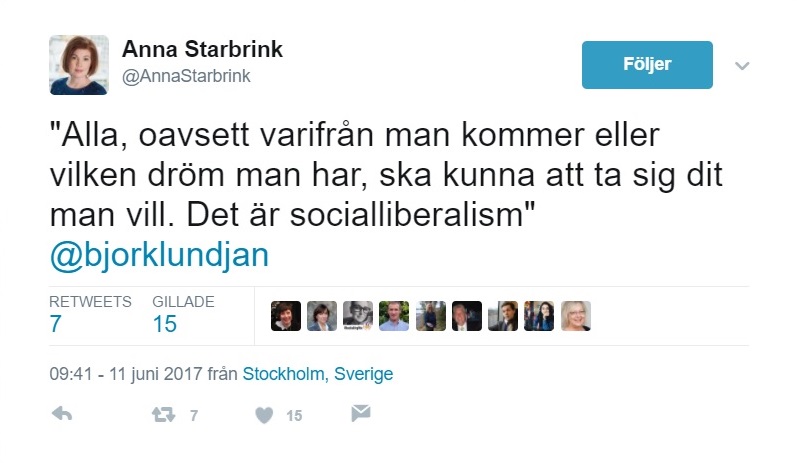 Anna Starbrink
@AnnaStarbrink
Följer
"Alla, oavsett varifrån man kommer eller
vilken dröm man har, ska kunna att ta sig dit
man vill. Det är socialliberalism"
@bjorklundjan
RETWEETS GILLADE
7 15
09:41 - 11 juni 2017 från Stockholm, Sverige
7 15